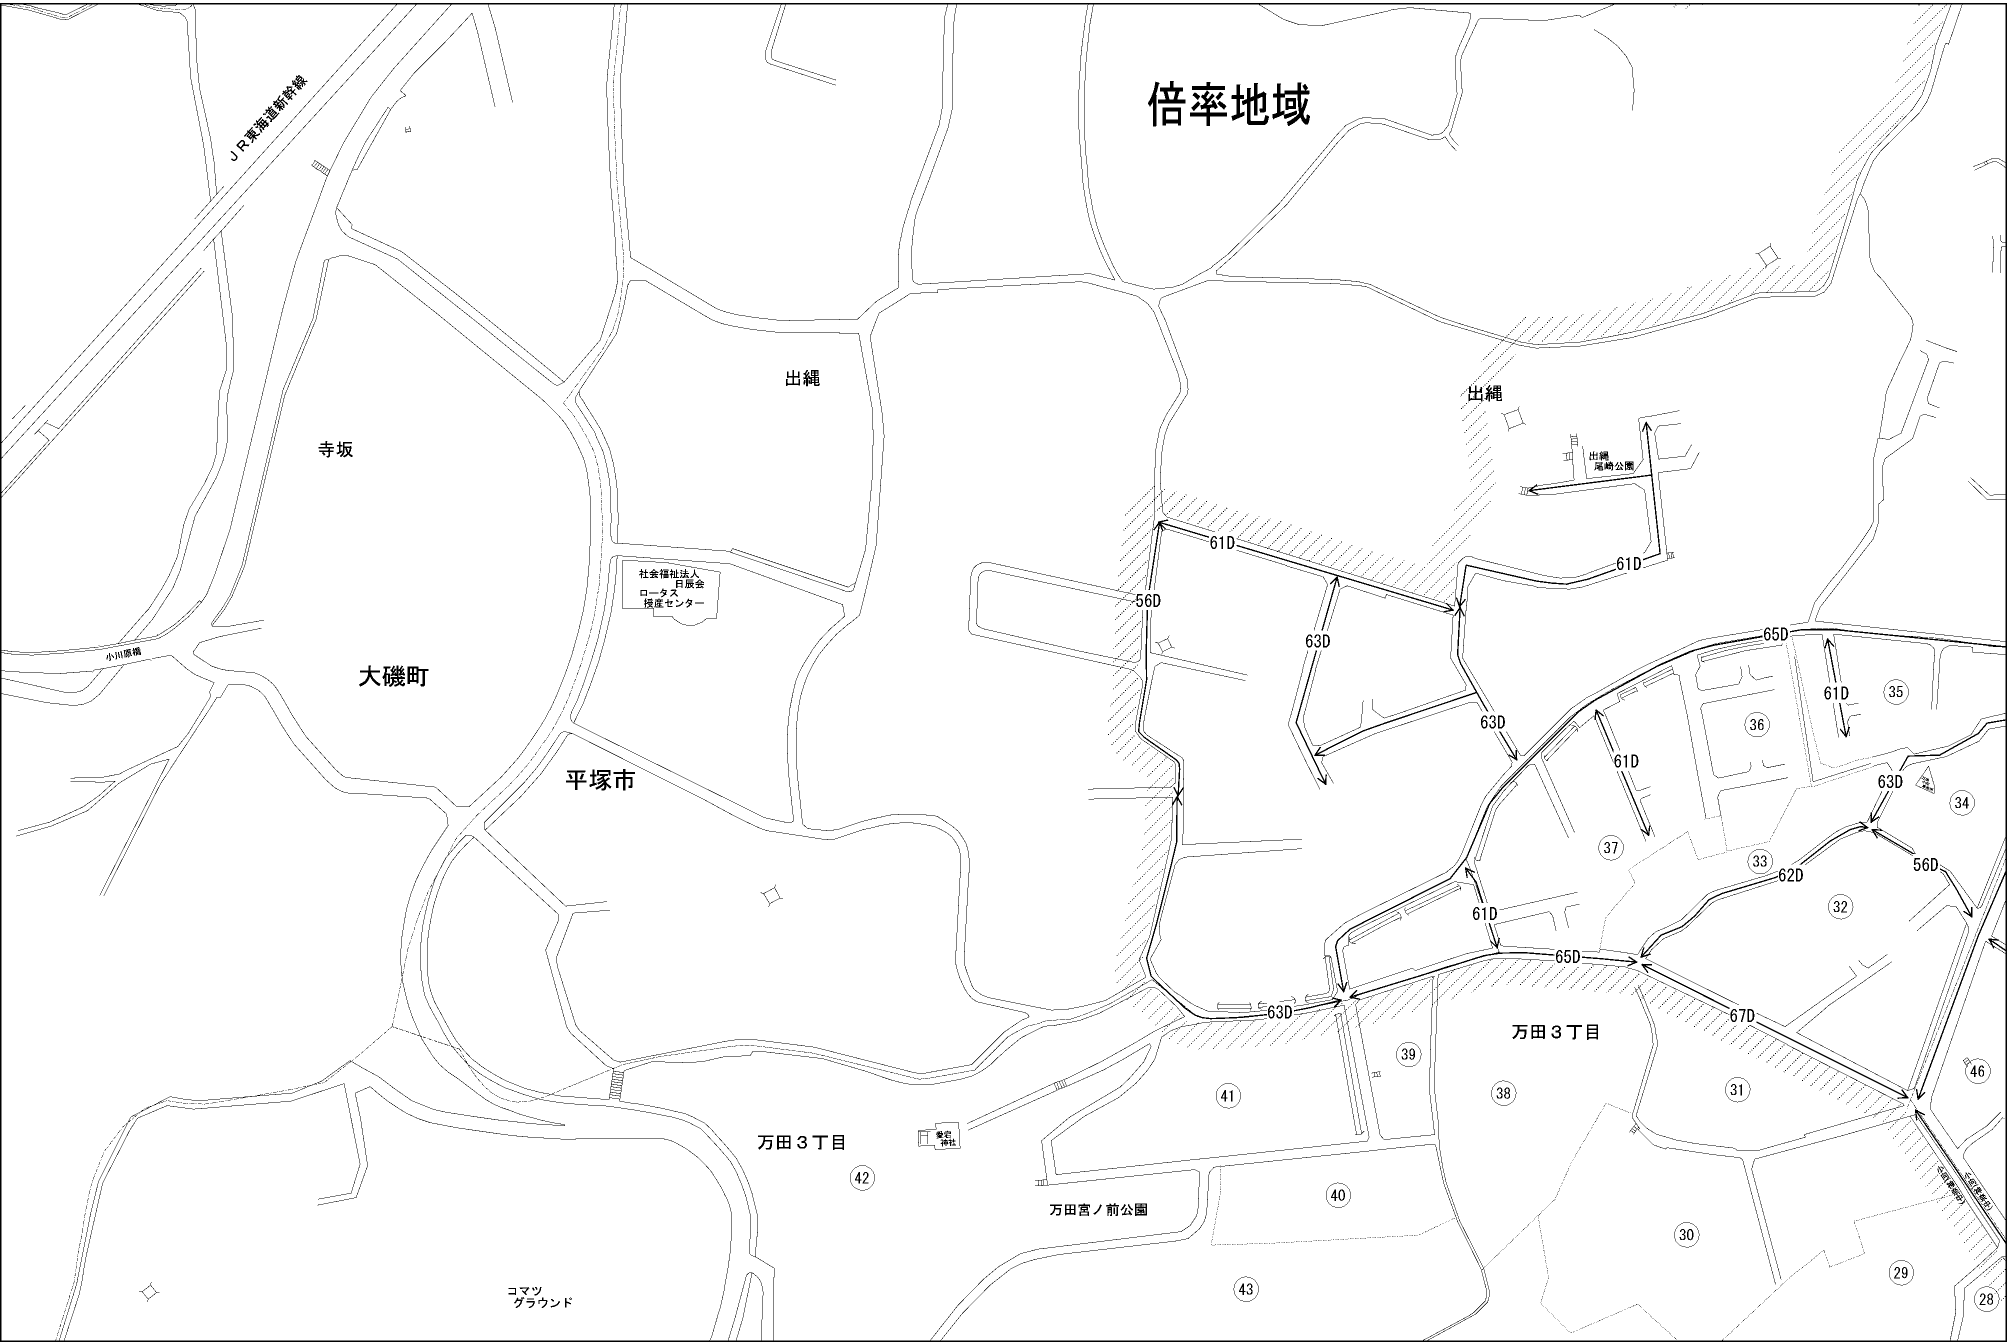 倍率地域
JR東海道新幹線
出縄
出縄
寺坂
出縄
尾崎公園
61D
61D
社会福祉法人
日辰会
ロータス
授産センター
56D
63D
65D
小川原橋
大磯町
61D
35
63D
36
平塚市
61D
63D
34
37
33
62D
56D
32
61D
65D
63D
67D
万田3丁目
39
46
41
38
31
万田3丁目
愛宕
神社
42
40
万田宮ノ前公園
30
29
43
コマツ
グラウンド
28